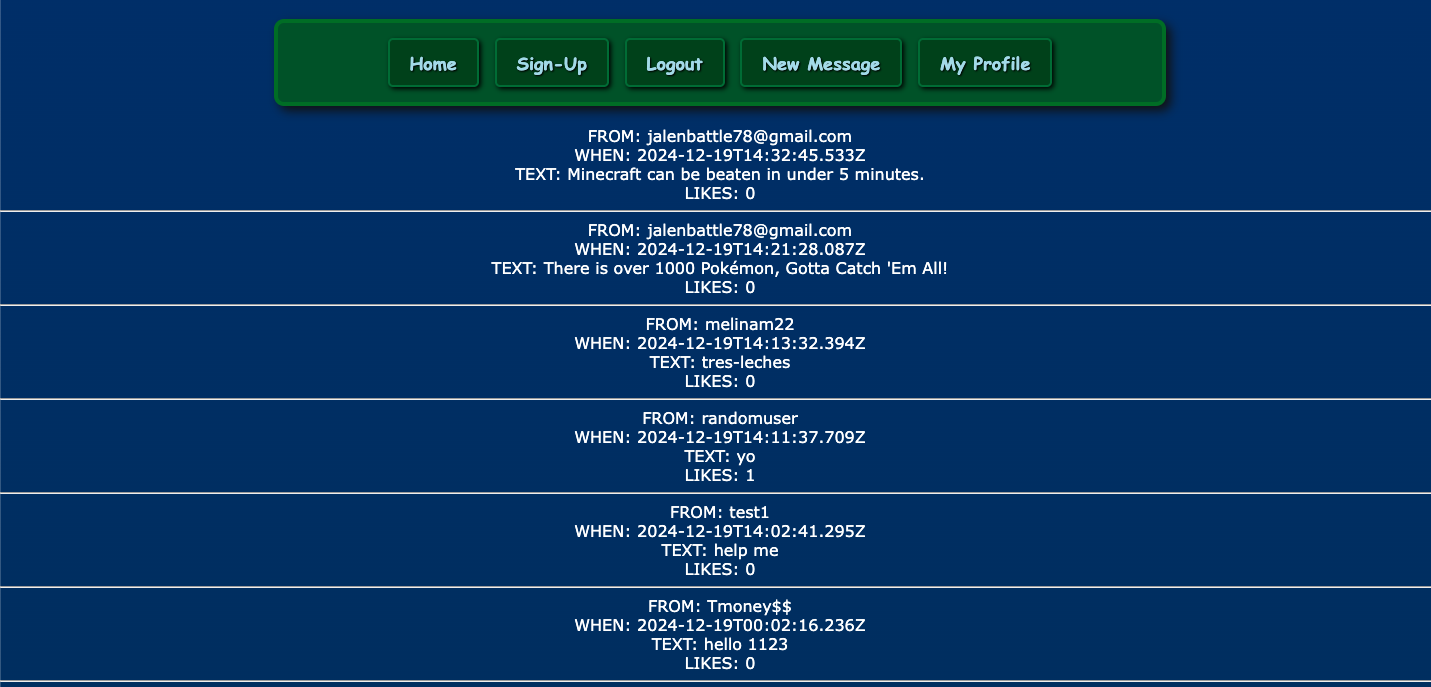 Home Sign-Up Logout New Message My Profile
FROM: jalenbattle78@gmail.com
WHEN: 2024-12-19T14:32:45.533Z
TEXT: Minecraft can be beaten in under 5 minutes.
LIKES: 0
FROM: jalenbattle78@gmail.com
WHEN: 2024-12-19T14:21:28.087Z
TEXT: There is over 1000 Pokémon, Gotta Catch 'Em All!
LIKES: 0
FROM: melinam22
WHEN: 2024-12-19T14:13:32.394Z
TEXT: tres-leches
LIKES: 0
FROM: randomuser
WHEN: 2024-12-19T14:11:37.709Z
TEXT: yo
LIKES: 1
FROM: test1
WHEN: 2024-12-19T14:02:41.295Z
TEXT: help me
LIKES: 0
FROM: Tmoney$$
WHEN: 2024-12-19T00:02:16.236Z
TEXT: hello 1123
LIKES: 0